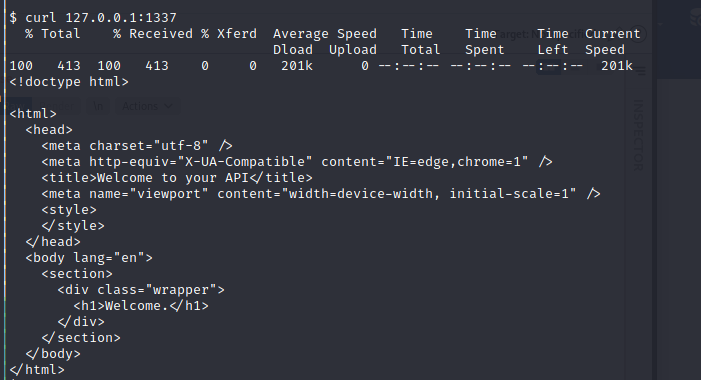 $ curl 127.0.0.1:1337
  % Total    % Received % Xferd  Average Speed   Time    Time     Time  Current
                                 Dload  Upload   Total   Spent    Left  Speed
100   413  100   413    0     0   201k      0 --:--:-- --:--:-- --:--:--  201k
<!doctype html>
Actions
<html>
  <head>
    <meta charset="utf-8" />
    <meta http-equiv="X-UA-Compatible" content="IE=edge,chrome=1" />
    <title>Welcome to your API</title>
    <meta name="viewport" content="width=device-width, initial-scale=1" />
    <style>
    </style>
  </head>
  <body lang="en">
    <section>
      <div class="wrapper">
        <h1>Welcome.</h1>
      </div>
    </section>
  </body>
</html>
INSPECTOR